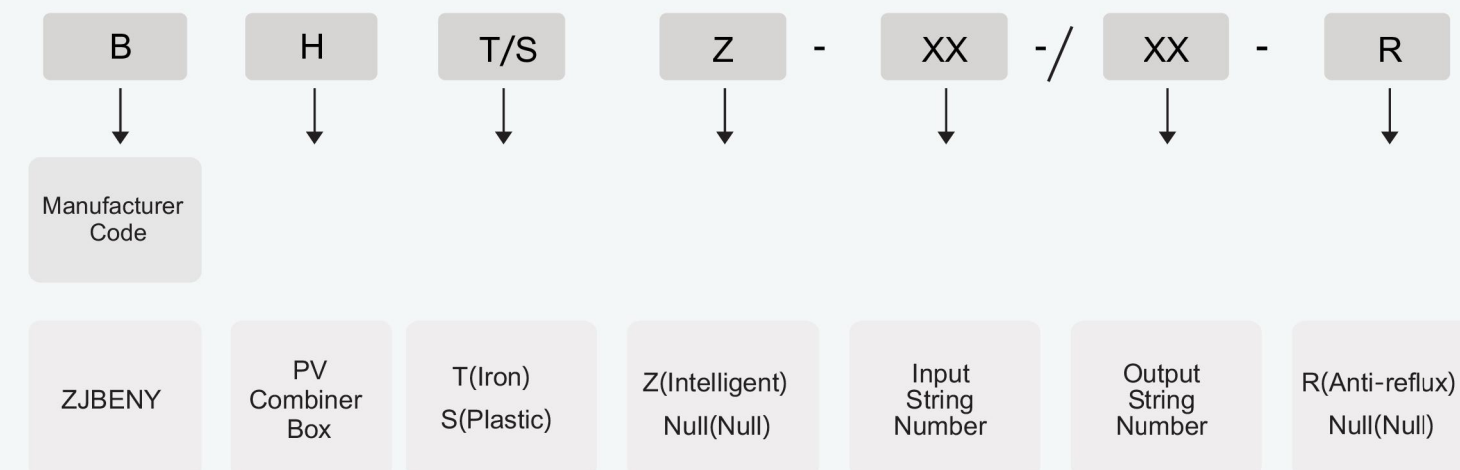 B H T/S Z - XX -/ XX - R
Manufacturer
Code
ZJBENY
PV
Combiner
Box
T(Iron)
S(Plastic)
Z(Intelligent)
Null(Null)
Input
String
Number
Output
String
Number
R(Anti-reflux)
Null(Null)